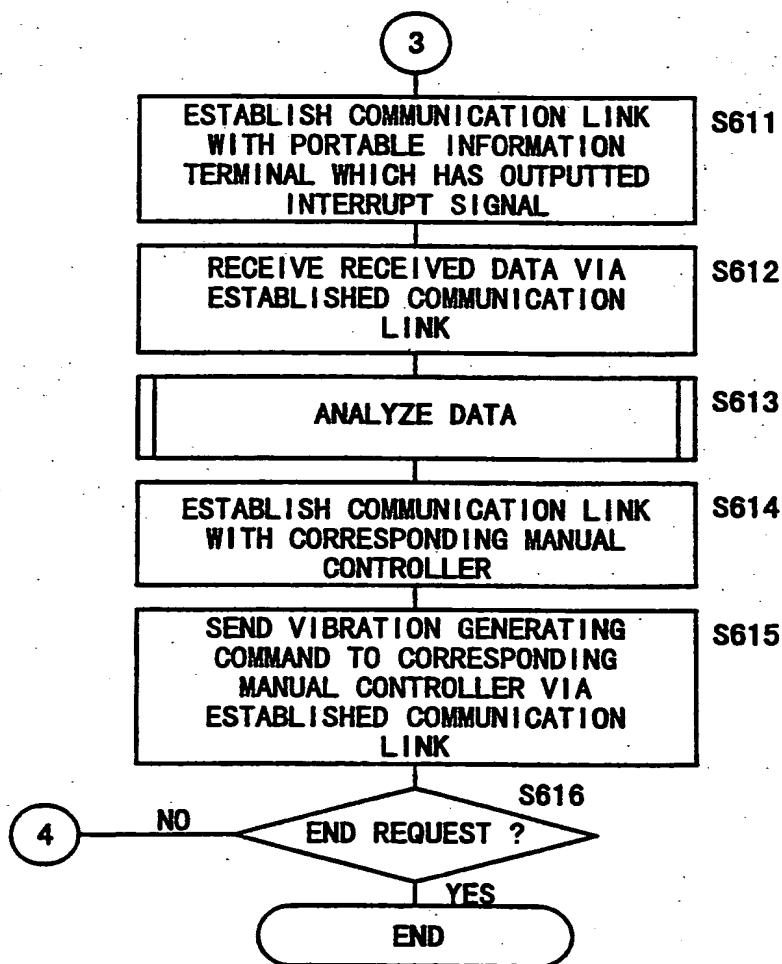 3
ESTABLISH COMMUNICATION LINK
WITH PORTABLE INFORMATION
TERMINAL WHICH HAS OUTPUTTED
INTERRUPT SIGNAL
S611
RECEIVE RECEIVED DATA VIA
ESTABLISHED COMMUNICATION
LINK
S612
ANALYZE DATA
S613
ESTABLISH COMMUNICATION LINK
WITH CORRESPONDING MANUAL
CONTROLLER
S614
SEND VIBRATION GENERATING
COMMAND TO CORRESPONDING
MANUAL CONTROLLER VIA
ESTABLISHED COMMUNICATION
LINK
S615
S616
END REQUEST ?
NO
4
YES
END